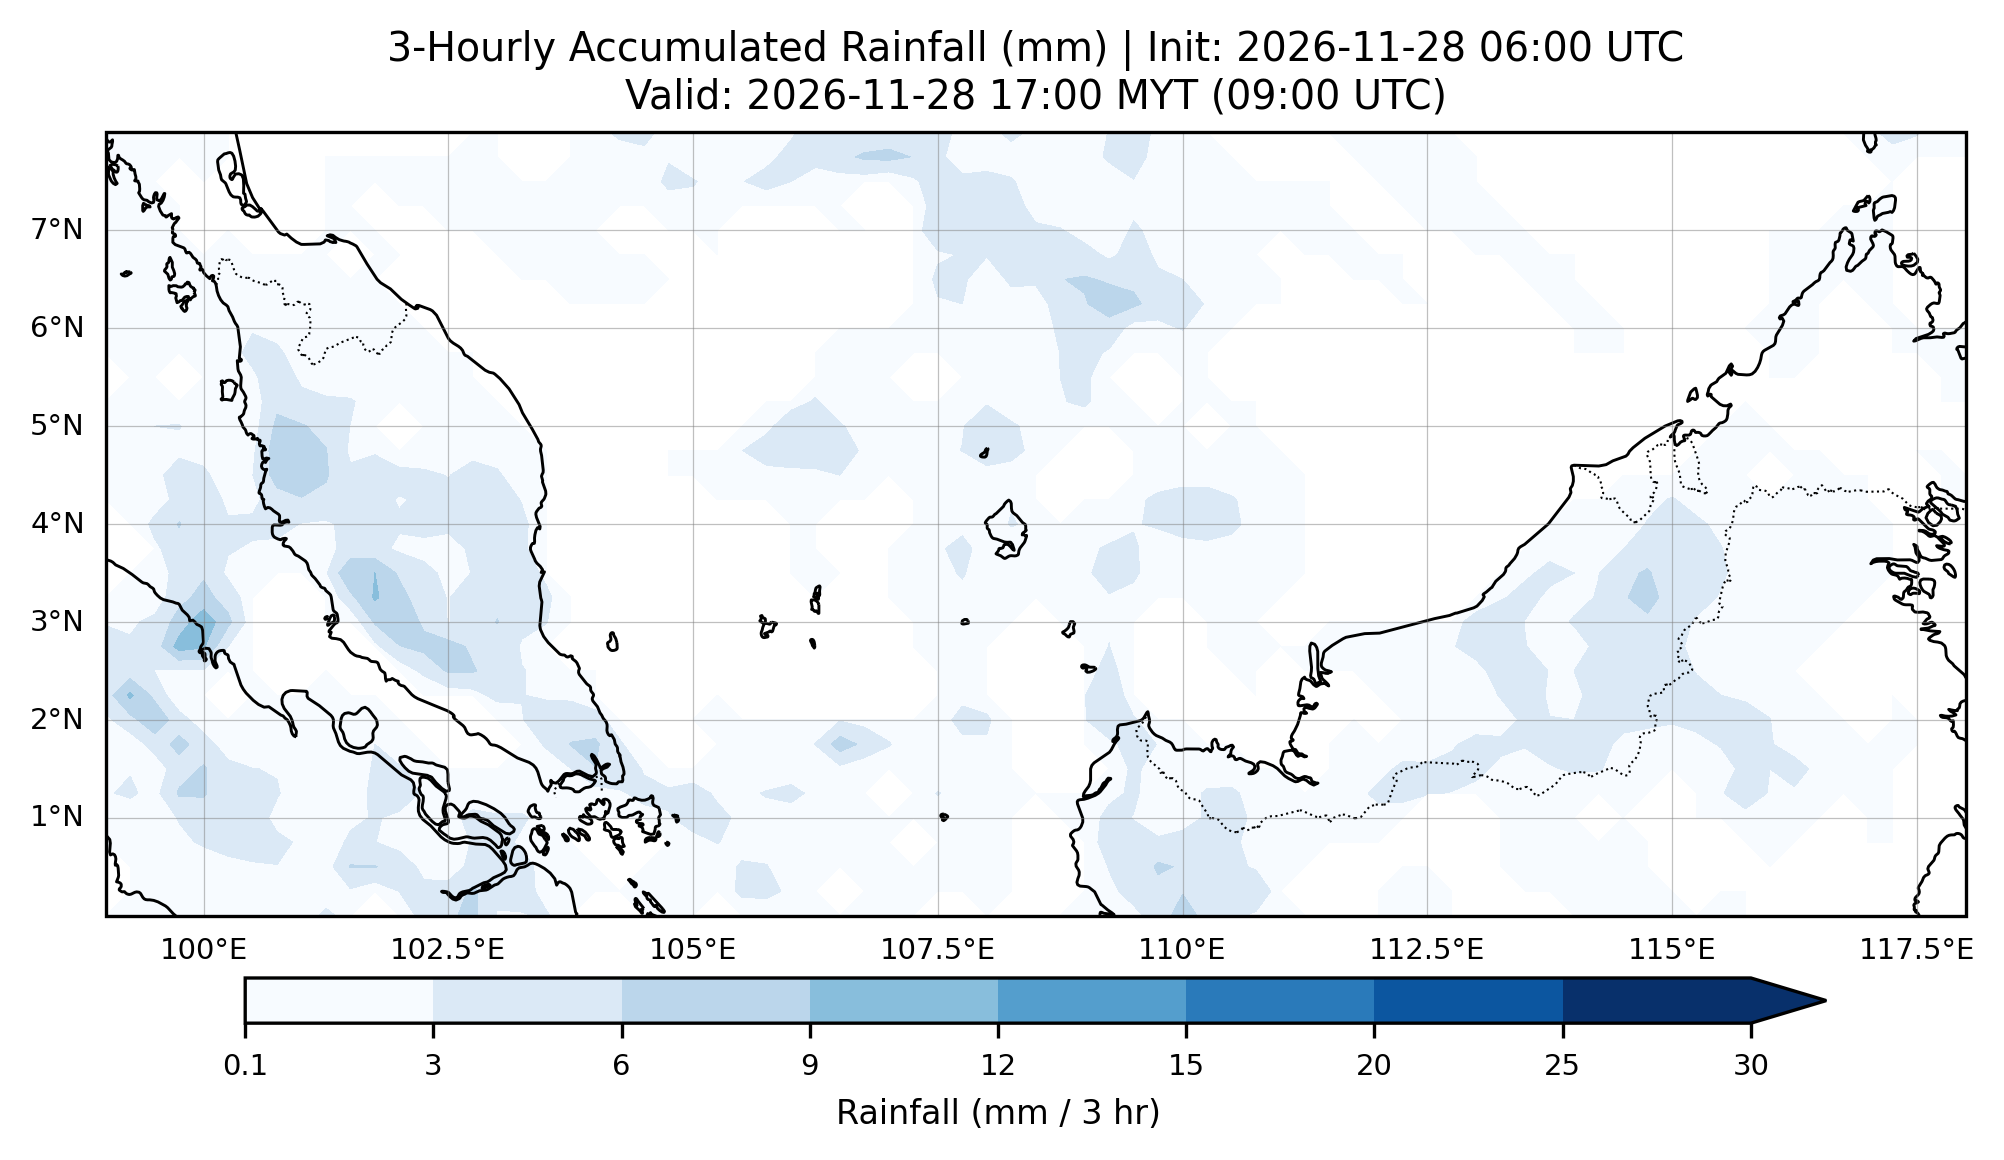 3-Hourly Accumulated Rainfall (mm) | Init: 2026-11-28 06:00 UTC
Valid: 2026-11-28 17:00 MYT (09:00 UTC)
7°N
6°N
5°N
4°N
3°N
2°N
1°N
100°E 102.5°E 105°E 107.5°E 110°E 112.5°E 115°E 117.5°E
0.1 3 6 9 12 15 20 25 30
Rainfall (mm / 3 hr)